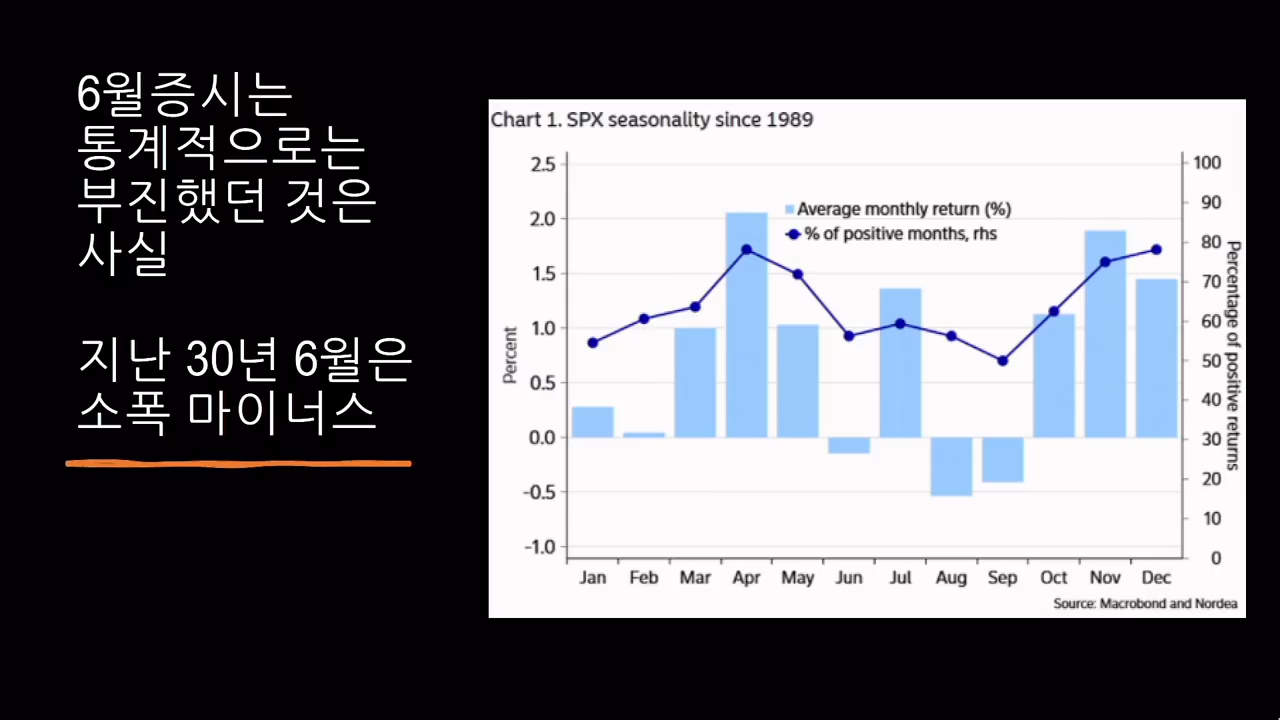 6월증시는
통계적으로는
부진했던 것은
사실
지난 30년 6월은
소폭 마이너스
Chart 1. SPX seasonality since 1989
Average monthly return (%)
% of positive months, rhs
2.5
2.0
1.5
1.0
0.5
0.0
-0.5
-1.0
Percent
100
90
80
70
60
50
40
30
20
10
0
Percentage of positive returns
Jan Feb Mar Apr May Jun Jul Aug Sep Oct Nov Dec
Source: Macrobond and Nordea